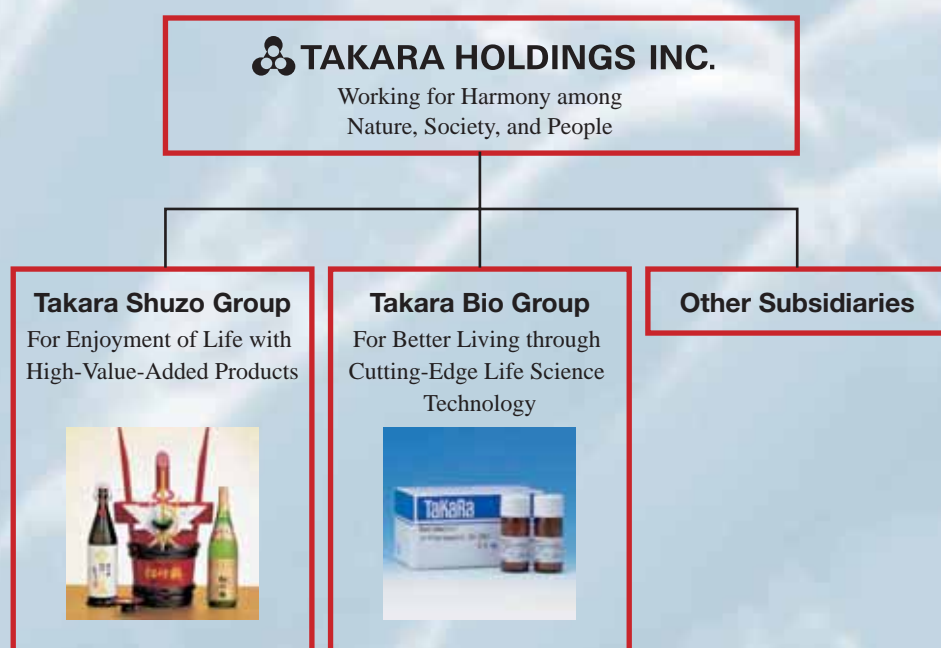 TAKARA HOLDINGS INC.
Working for Harmony among
Nature, Society, and People
Takara Shuzo Group
For Enjoyment of Life with
High-Value-Added Products
Takara Bio Group
For Better Living through
Cutting-Edge Life Science
Technology
TaKaRa
Other Subsidiaries